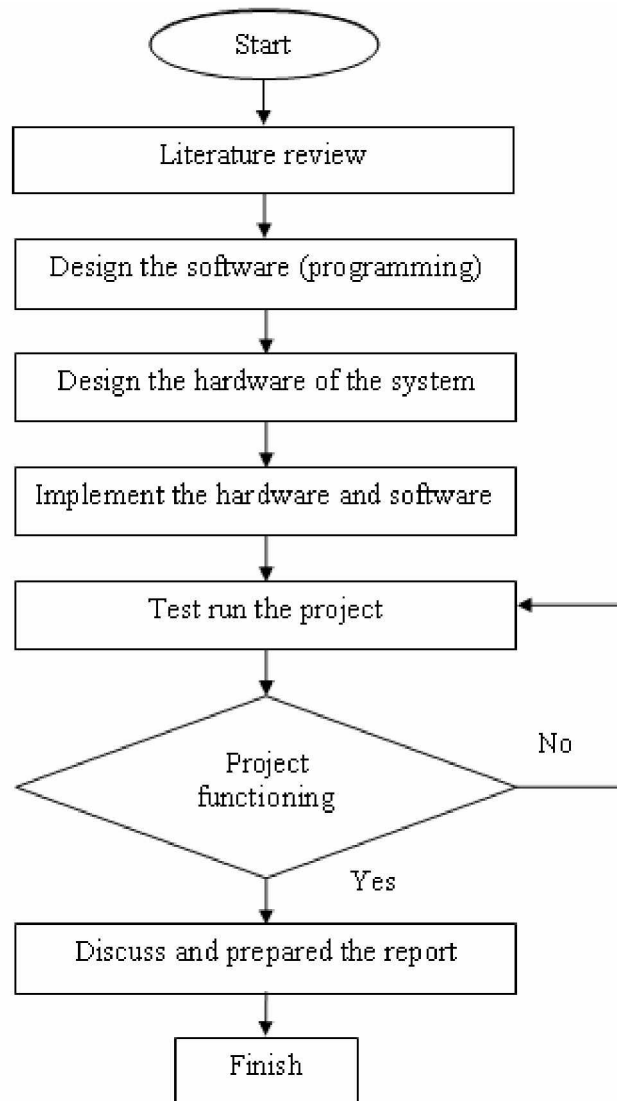 Start
Literature review
Design the software (programming)
Design the hardware of the system
Implement the hardware and software
Test run the project
Project
functioning
No
Yes
Discuss and prepared the report
Finish